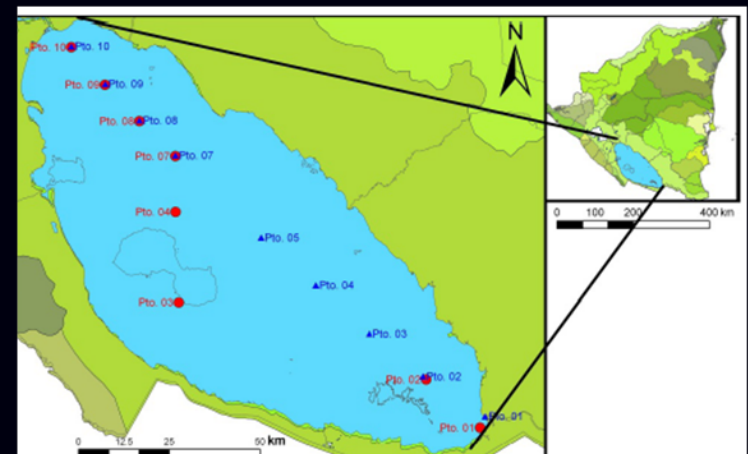 N
Pto. 10 Pto. 10
Pto. 09 Pto. 09
Pto. 08 Pto. 08
Pto. 07 Pto. 07
Pto. 04
Pto. 05
0 100 200 400 km
Pto. 04
Pto. 03
Pto. 03
Pto. 02 Pto. 02
Pto. 01
Pto. 01
0 12.5 25 50 km